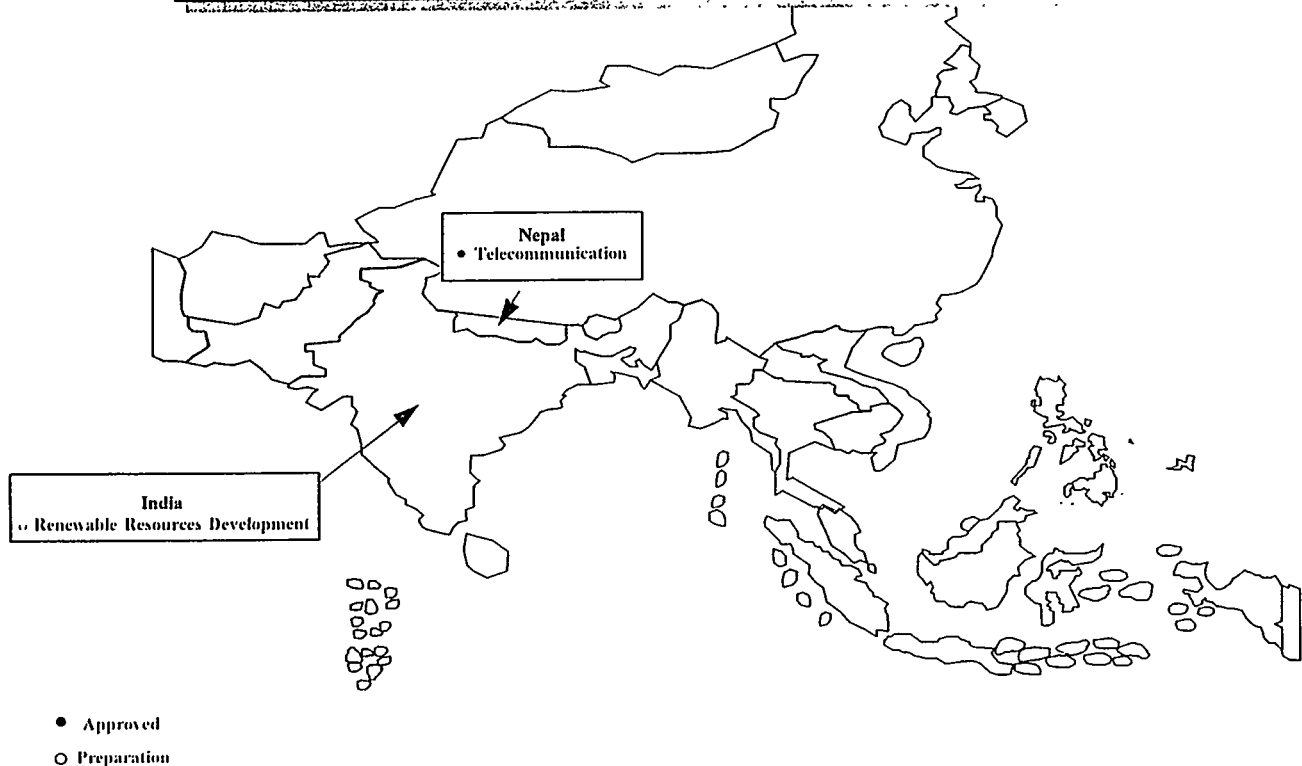 Nepal
● Telecommunication
India
○ Renewable Resources Development
● Approved
○ Preparation